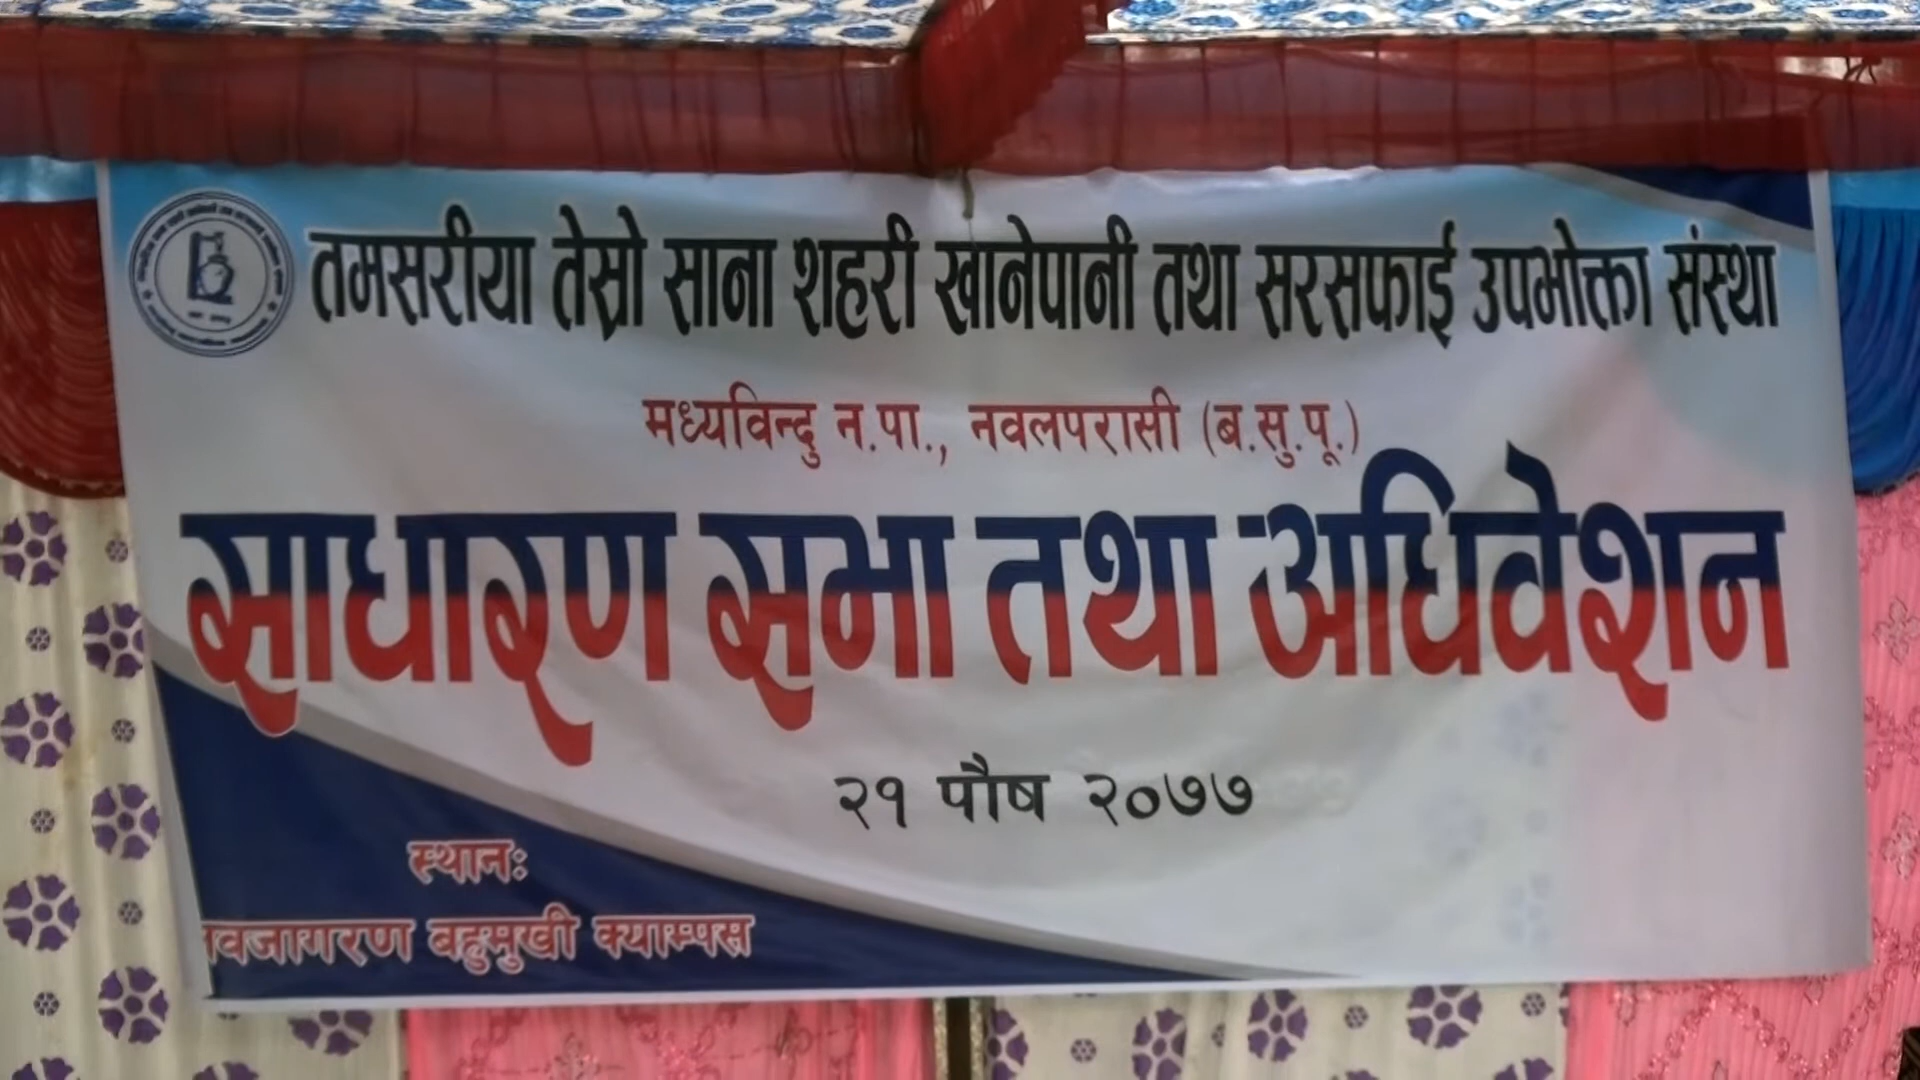 तमसरीया तेस्रो साना शहरी खानेपानी तथा सरसफाई उपभोक्ता संस्था
मध्यविन्दु न.पा., नवलपरासी (ब.सु.पू.)
साधारण सभा तथा अधिवेशन
२१ पौष २०७७
स्थानः
नवजागरण बहुमुखी क्याम्पस